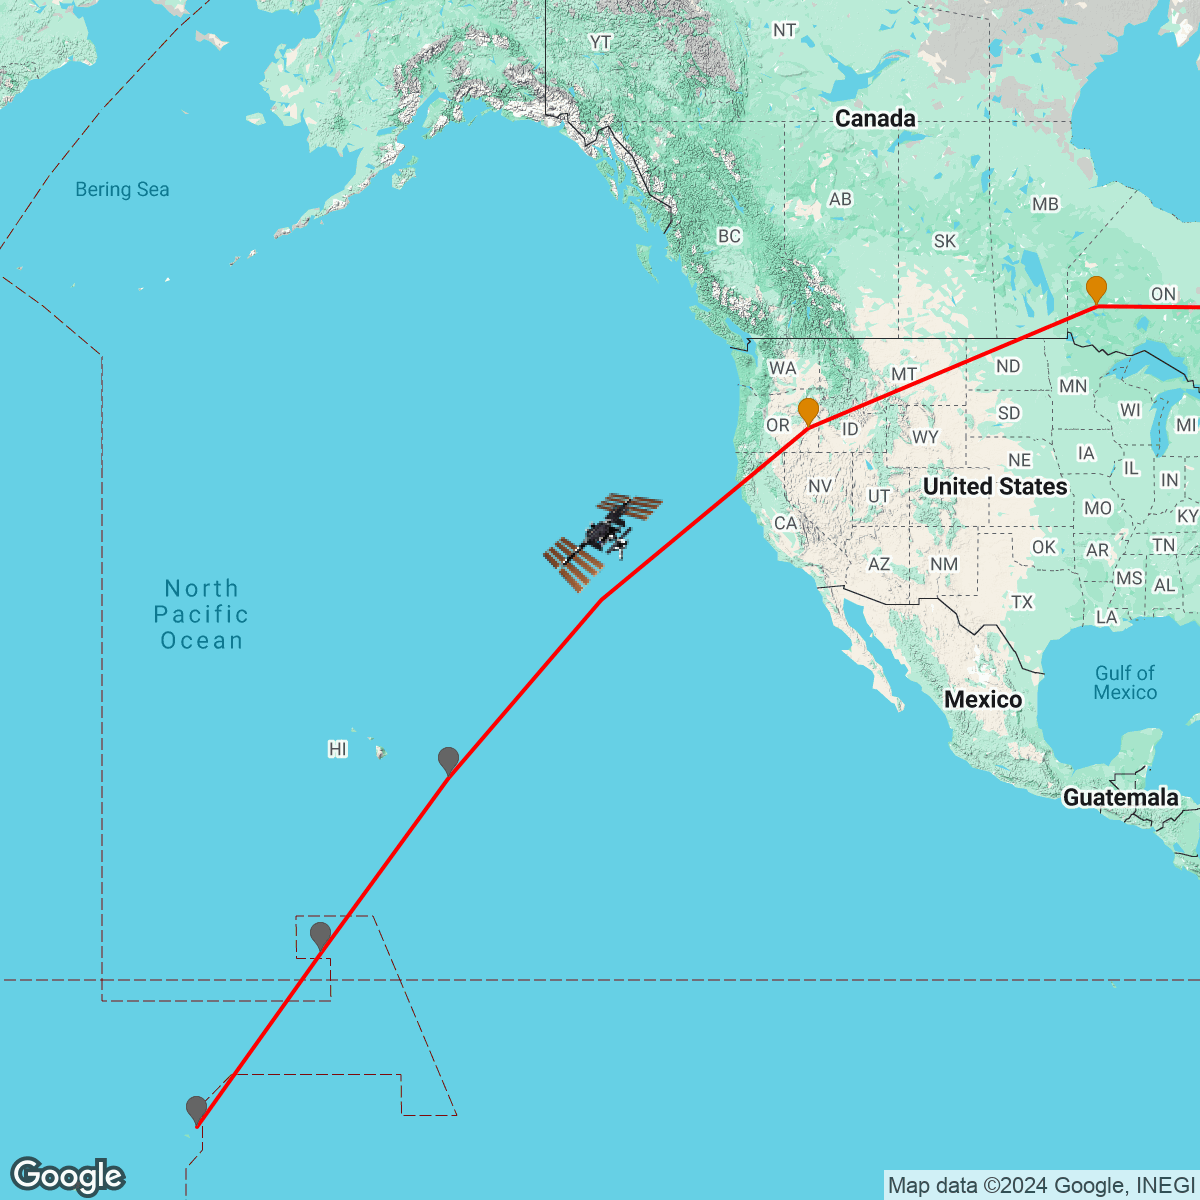 YT
NT
Canada
Bering Sea
AB
MB
BC
SK
ON
WA
MT
ND
MN
OR
ID
SD
WI
MI
WY
NE
IA
IL
IN
NV
UT
United States
MO
KY
CA
OK
AR
TN
AZ
NM
MS
AL
TX
LA
North
Pacific
Ocean
Gulf of
Mexico
Mexico
HI
Guatemala
Google
Map data ©2024 Google, INEGI